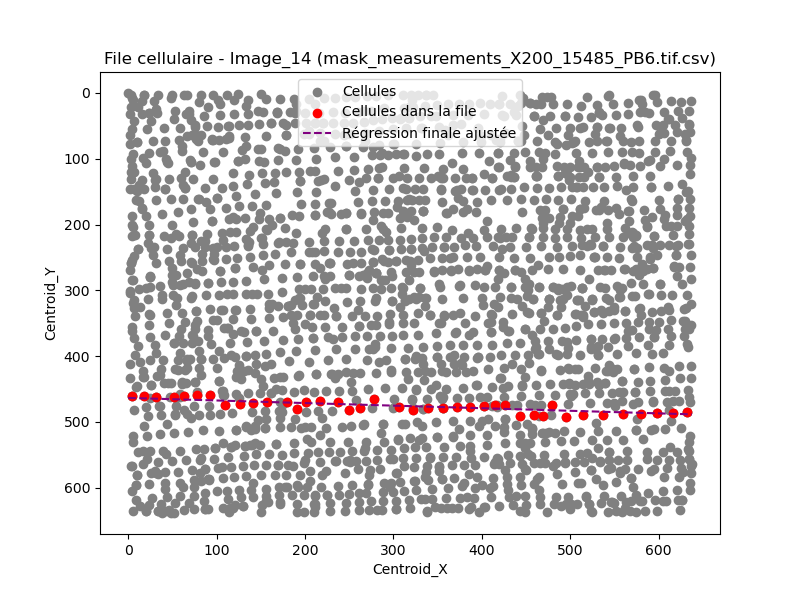 File cellulaire - Image_14 (mask_measurements_X200_15485_PB6.tif.csv)
Cellules
Cellules dans la file
Régression finale ajustée
Centroid_Y
0
100
200
300
400
500
600
0 100 200 300 400 500 600
Centroid_X